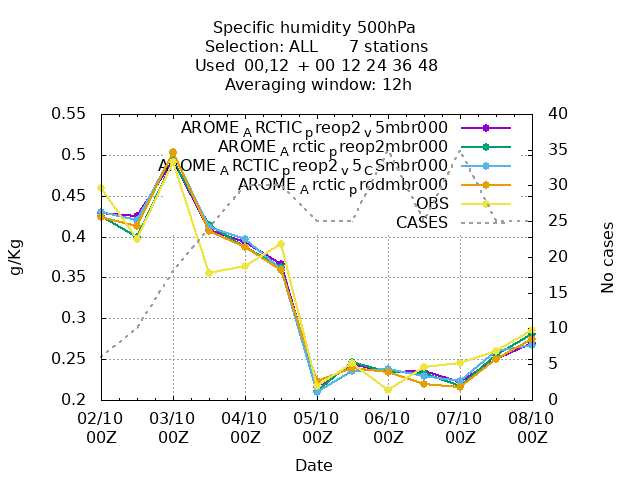 Specific humidity 500hPa
Selection: ALL 7 stations
Used 00,12 + 00 12 24 36 48
Averaging window: 12h
AROME_ARCTIC_preop2_v5mbr000
AROME_Arctic_preop2mbr000
AROME_ARCTIC_preop2_v5_cSmbr000
AROME_Arctic_prodmbr000
OBS
CASES
0.55
0.5
0.45
0.4
0.35
0.3
0.25
0.2
40
35
30
25
20
15
10
5
0
g/Kg
No cases
02/10 03/10 04/10 05/10 06/10 07/10 08/10
00Z 00Z 00Z 00Z 00Z 00Z 00Z
Date